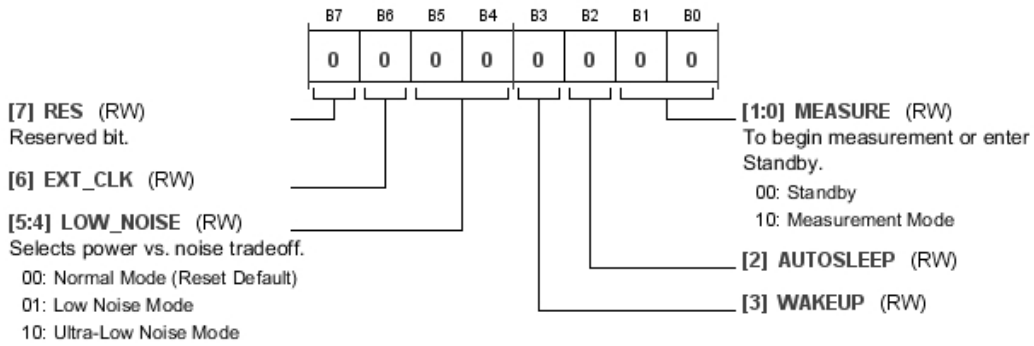 B7 B6 B5 B4 B3 B2 B1 B0
0 0 0 0 0 0 0 0
[7] RES (RW)
Reserved bit.
[6] EXT_CLK (RW)
[5:4] LOW_NOISE (RW)
Selects power vs. noise tradeoff.
00: Normal Mode (Reset Default)
01: Low Noise Mode
10: Ultra-Low Noise Mode
[1:0] MEASURE (RW)
To begin measurement or enter
Standby.
00: Standby
10: Measurement Mode
[2] AUTOSLEEP (RW)
[3] WAKEUP (RW)